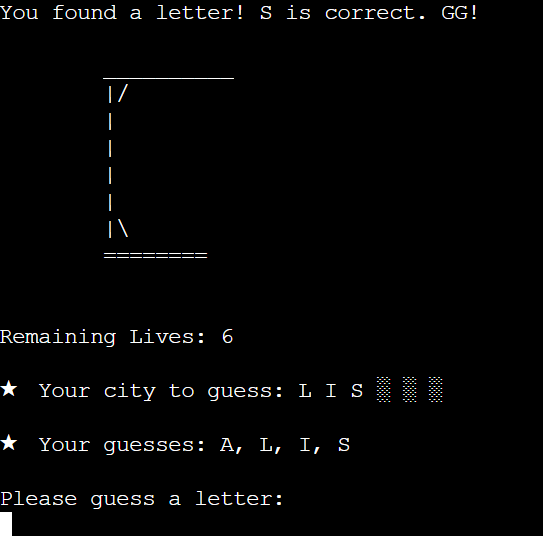 You found a letter! S is correct. GG!
__________
|/
|
|
|
|
|\
========
Remaining Lives: 6
★ Your city to guess: L I S ▒ ▒ ▒
★ Your guesses: A, L, I, S
Please guess a letter: